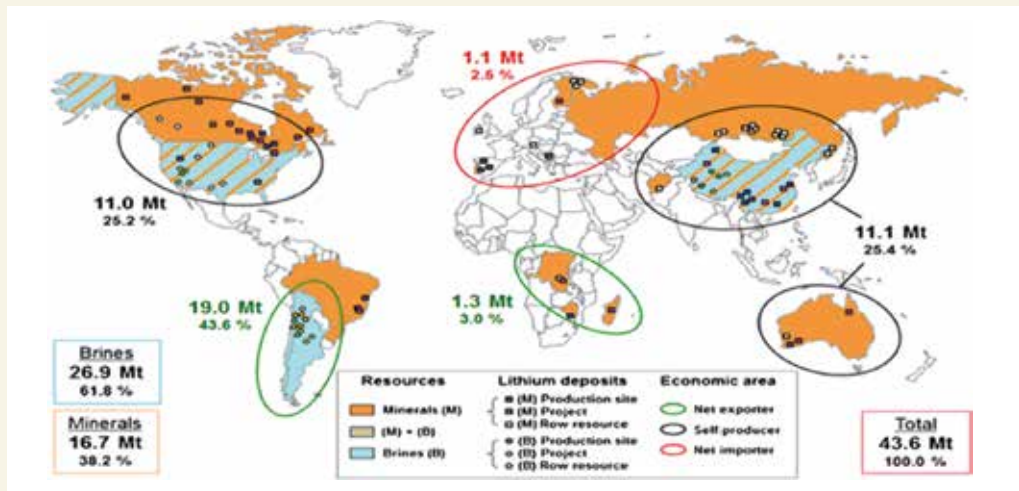 1.1 Mt
2.5 %
11.0 Mt
25.2 %
11.1 Mt
25.4 %
19.0 Mt
43.6 %
1.3 Mt
3.0 %
Brines
26.9 Mt
61.8 %
Minerals
16.7 Mt
38.2 %
Resources
Minerals (M)
(M) + (B)
Brines (B)
Lithium deposits
(M) Production site
(M) Project
(M) Row resource
(B) Production site
(B) Project
(B) Row resource
Economic area
Net exporter
Self-producer
Net importer
Total
43.6 Mt
100.0 %